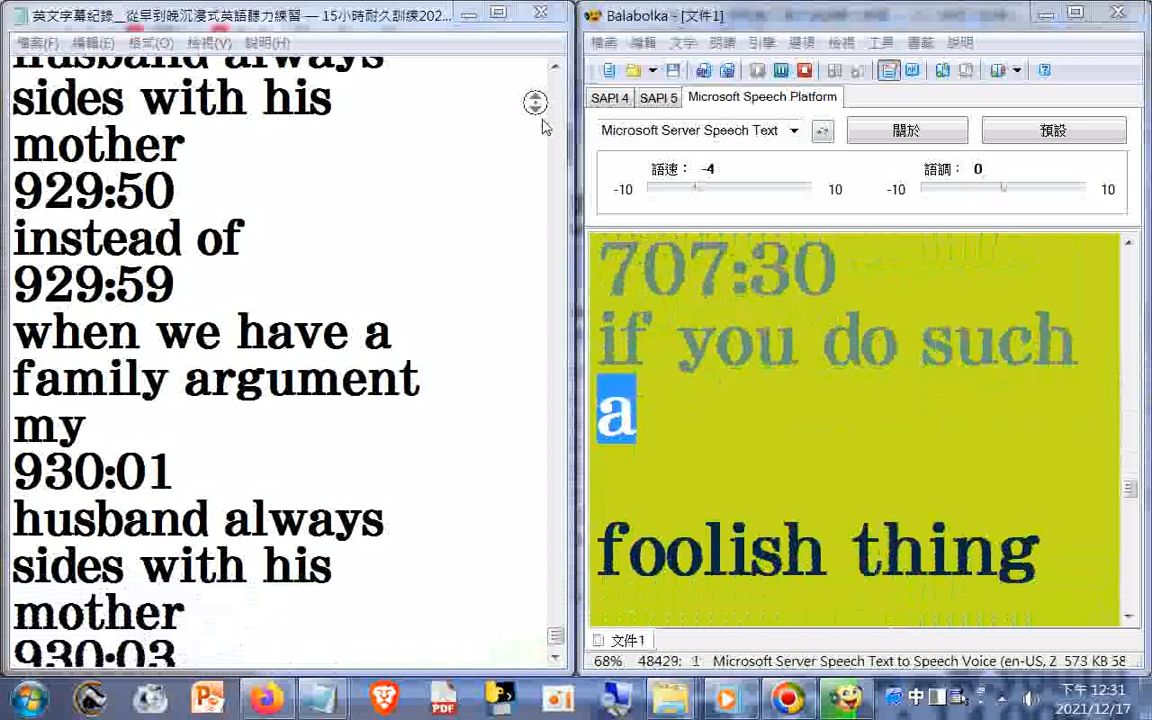 英文字幕紀錄__從早到晚沉浸式英語聽力練習 — 15小時耐久訓練202...
檔案(F) 編輯(E) 格式(O) 檢視(V) 說明(H)
husband always
sides with his
mother
929:50
instead of
929:59
when we have a
family argument
my
930:01
husband always
sides with his
mother
930:03
Balabolka - [文件1]
檔案 編輯 文字 朗讀 引擎 選項 檢視 工具 書籤 說明
SAPI 4 SAPI 5 Microsoft Speech Platform
Microsoft Server Speech Text 關於 預設
語速： -4 語調： 0
-10 10 -10 10
707:30
if you do such
a
foolish thing
文件1
68% 48429: 1 Microsoft Server Speech Text to Speech Voice (en-US, Z 573 KB 58
PDF 中 下午 12:31
2021/12/17